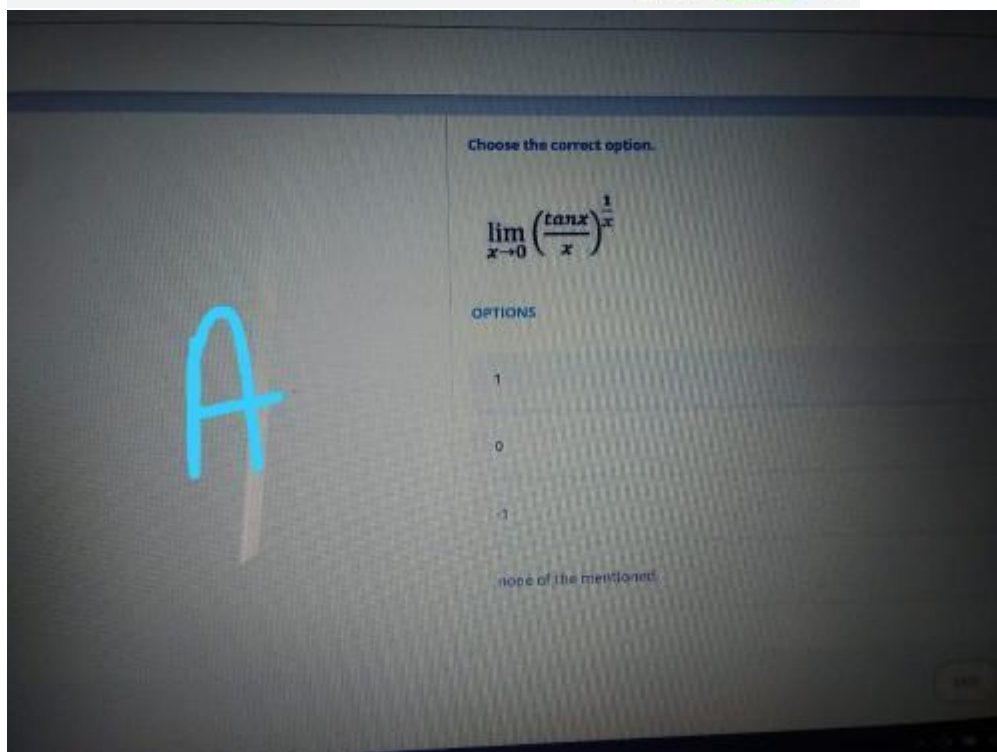 Choose the correct option.
lim x→0 (tanx/x)^(1/x)
OPTIONS
A
1
0
-1
none of the mentioned